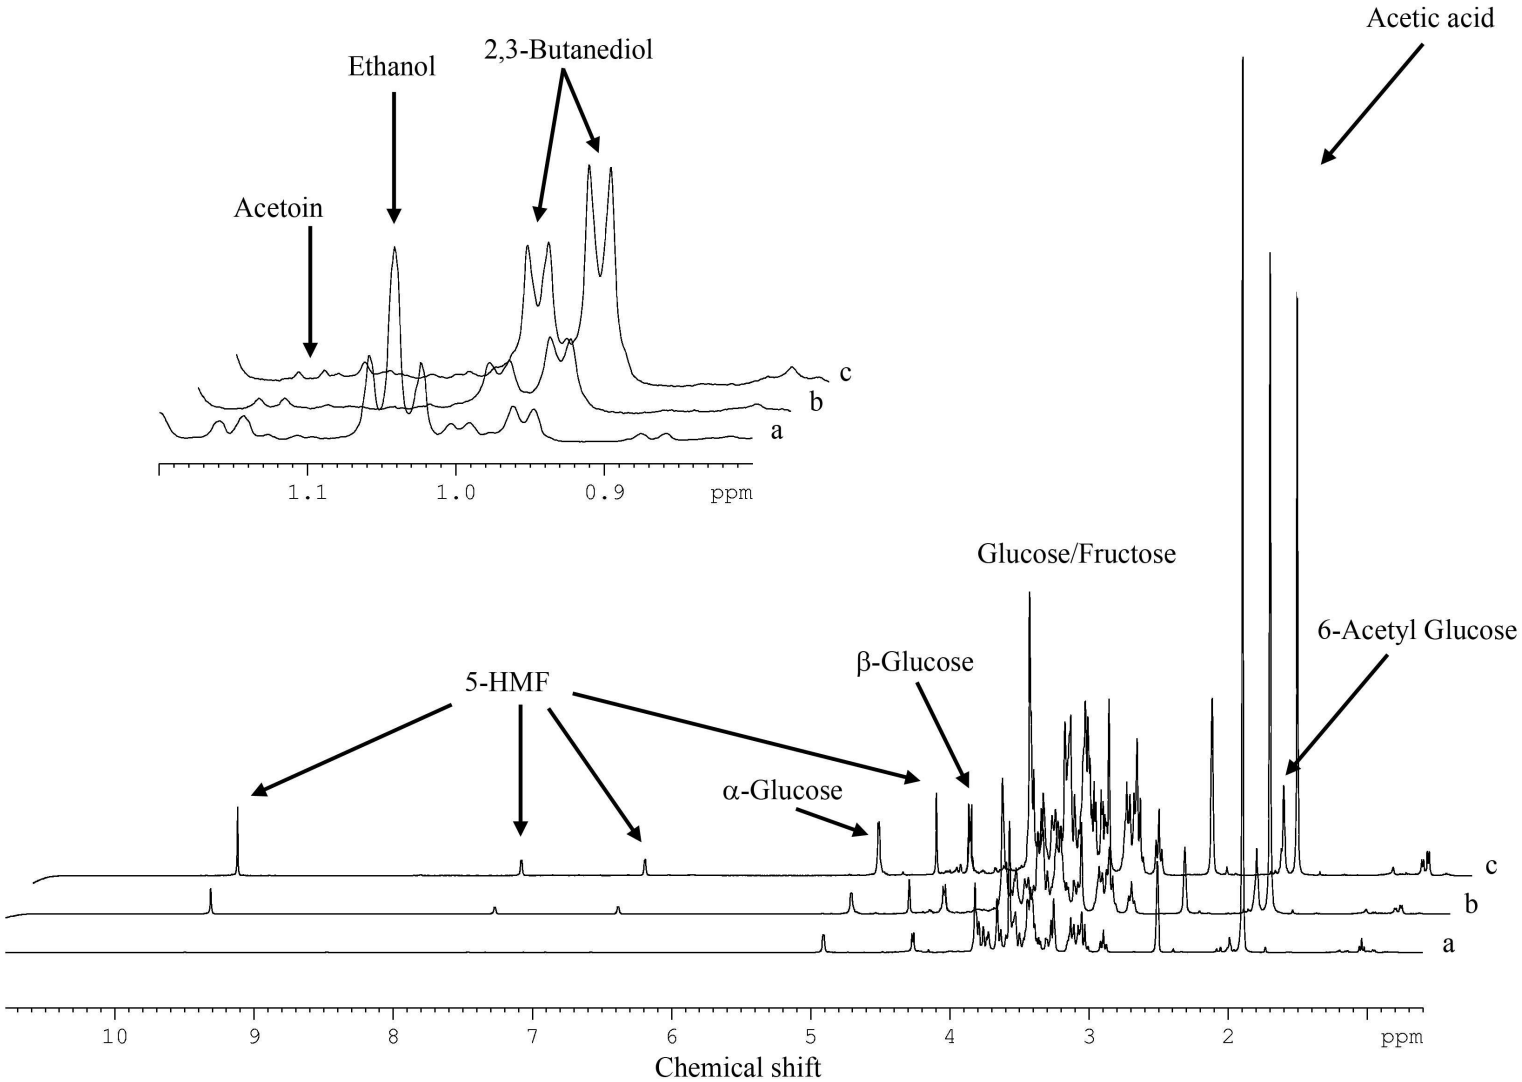 Acetic acid
2,3-Butanediol
Ethanol
Acetoin
c
b
a
1.1 1.0 0.9 ppm
Glucose/Fructose
6-Acetyl Glucose
β-Glucose
5-HMF
α-Glucose
c
b
a
10 9 8 7 6 5 4 3 2 ppm
Chemical shift